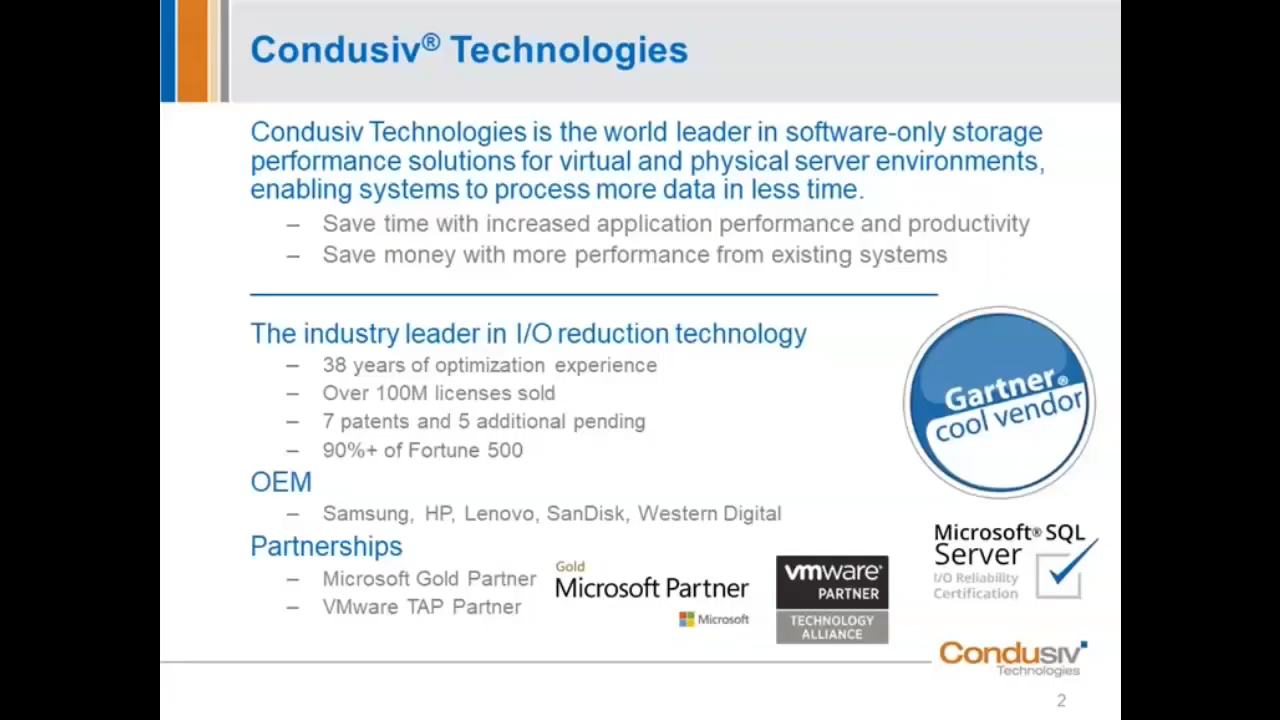 Condusiv® Technologies
Condusiv Technologies is the world leader in software-only storage
performance solutions for virtual and physical server environments,
enabling systems to process more data in less time.
– Save time with increased application performance and productivity
– Save money with more performance from existing systems
The industry leader in I/O reduction technology
– 38 years of optimization experience
– Over 100M licenses sold
– 7 patents and 5 additional pending
– 90%+ of Fortune 500
Gartner®
cool vendor
OEM
– Samsung, HP, Lenovo, SanDisk, Western Digital
Partnerships
– Microsoft Gold Partner
– VMware TAP Partner
Gold
Microsoft Partner
Microsoft
vmware®
PARTNER
TECHNOLOGY
ALLIANCE
Microsoft® SQL
Server
I/O Reliability
Certification
Condusiv
Technologies
2